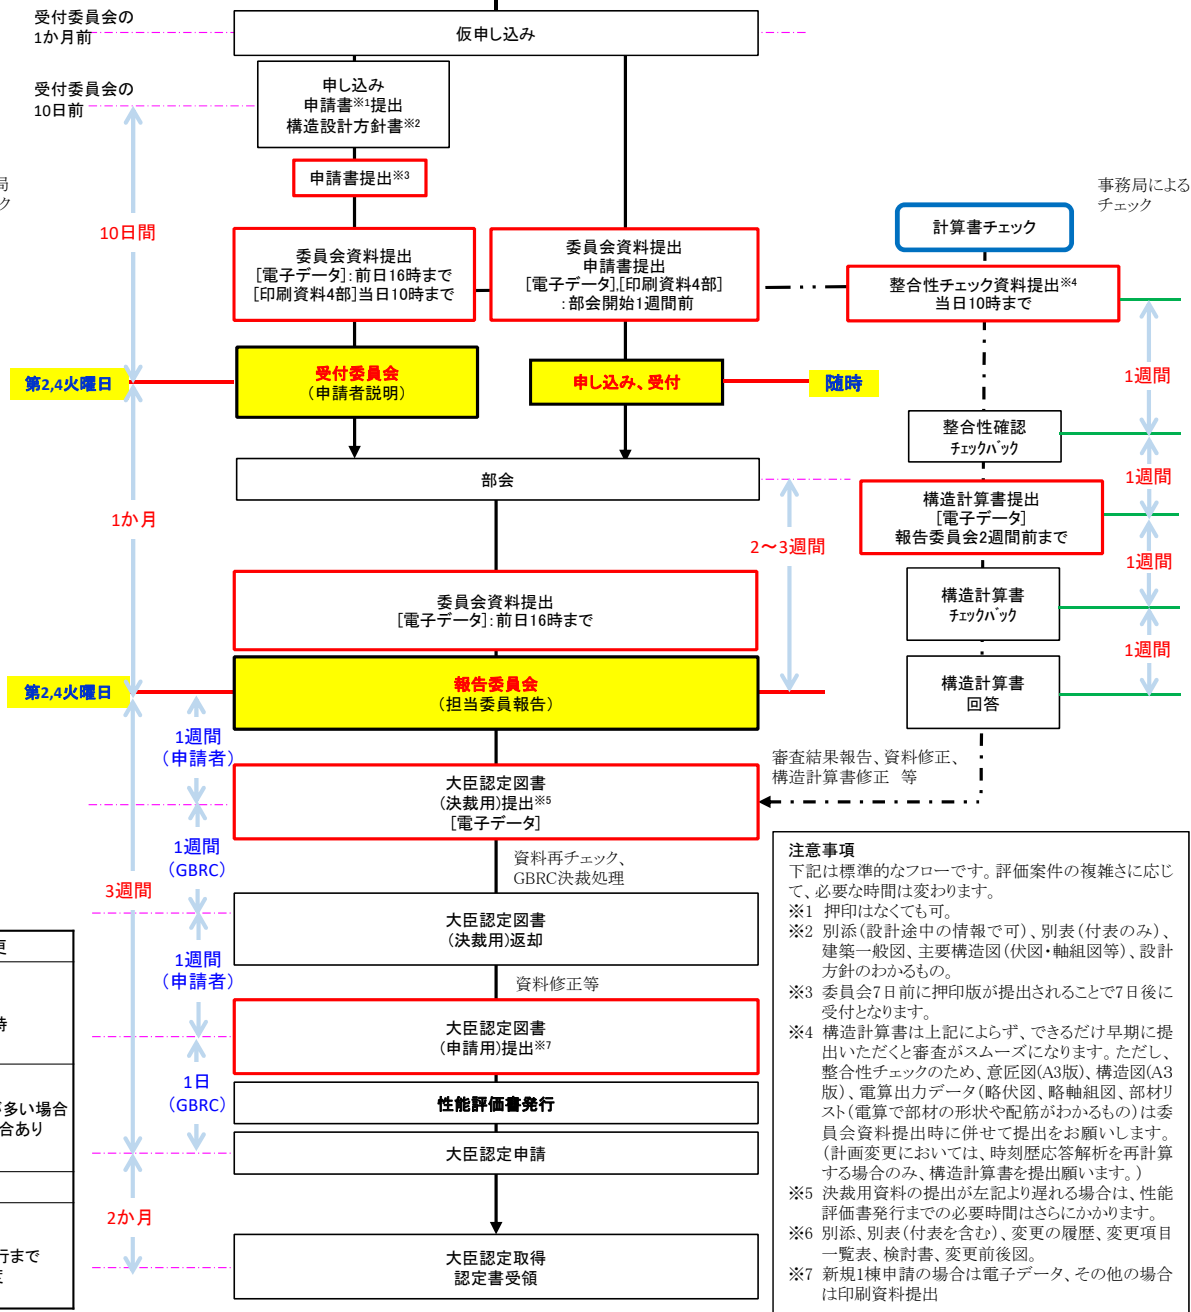 受付委員会の
1か月前
仮申し込み
受付委員会の
10日前
申し込み
申請書※1提出
構造設計方針書※2
申請書提出※3
局
ク
事務局による
チェック
10日間
計算書チェック
委員会資料提出
[電子データ]：前日16時まで
[印刷資料4部]当日10時まで
委員会資料提出
申請書提出
[電子データ],[印刷資料4部]
：部会開始1週間前
整合性チェック資料提出※4
当日10時まで
第2,4火曜日
受付委員会
（申請者説明）
申し込み、受付
随時
1週間
整合性確認
ﾁｪｯｸﾊﾞｯｸ
部会
1週間
構造計算書提出
[電子データ]
報告委員会2週間前まで
1か月
2～3週間
1週間
構造計算書
ﾁｪｯｸﾊﾞｯｸ
委員会資料提出
[電子データ]：前日16時まで
1週間
第2,4火曜日
報告委員会
（担当委員報告）
構造計算書
回答
1週間
（申請者）
審査結果報告、資料修正、
構造計算書修正　等
大臣認定図書
（決裁用）提出※5
[電子データ]
1週間
（GBRC）
資料再チェック、
GBRC決裁処理
3週間
大臣認定図書
（決裁用）返却
1週間
（申請者）
資料修正等
大臣認定図書
（申請用）提出※7
1日
（GBRC）
性能評価書発行
大臣認定申請
2か月
大臣認定取得
認定書受領
更
時
が多い場合
合あり
行まで
度
注意事項
下記は標準的なフローです。評価案件の複雑さに応じ
て、必要な時間は変わります。
※1 押印はなくても可。
※2 別添（設計途中の情報で可）、別表（付表のみ）、
建築一般図、主要構造図（伏図・軸組図等）、設計
方針のわかるもの。
※3 委員会7日前に押印版が提出されることで7日後に
受付となります。
※4 構造計算書は上記によらず、できるだけ早期に提
出いただくと審査がスムーズになります。ただし、
整合性チェックのため、意匠図(A3版)、構造図(A3
版)、電算出力データ（略伏図、略軸組図、部材リ
スト（電算で部材の形状や配筋がわかるもの）は委
員会資料提出時に併せて提出をお願いします。
（計画変更においては、時刻歴応答解析を再計算
する場合のみ、構造計算書を提出願います。）
※5 決裁用資料の提出が左記より遅れる場合は、性能
評価書発行までの必要時間はさらにかかります。
※6 別添、別表（付表を含む）、変更の履歴、変更項目
一覧表、検討書、変更前後図。
※7 新規1棟申請の場合は電子データ、その他の場合
は印刷資料提出